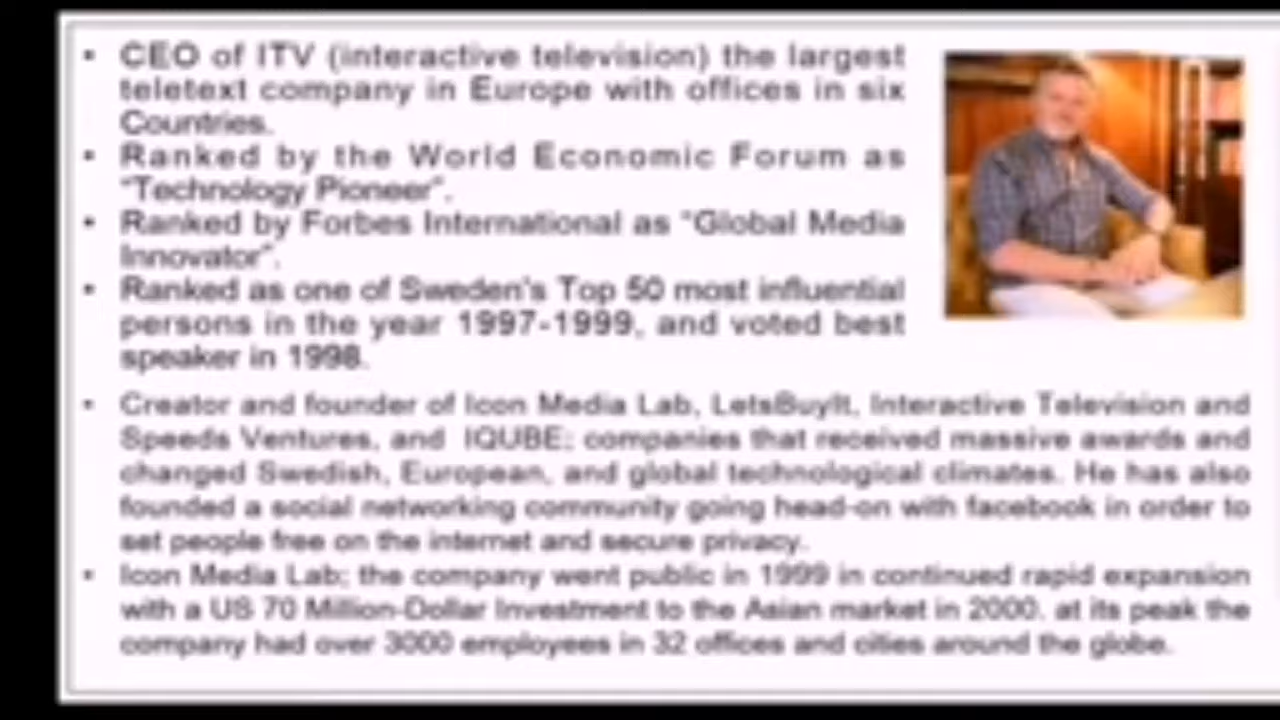 • CEO of ITV (interactive television) the largest
teletext company in Europe with offices in six
Countries.
• Ranked by the World Economic Forum as
"Technology Pioneer".
• Ranked by Forbes International as "Global Media
Innovator".
• Ranked as one of Sweden's Top 50 most influential
persons in the year 1997-1999, and voted best
speaker in 1998.
• Creator and founder of Icon Media Lab, LetsBuyIt, Interactive Television and
Speeds Ventures, and IQUBE; companies that received massive awards and
changed Swedish, European, and global technological climates. He has also
founded a social networking community going head-on with facebook in order to
set people free on the internet and secure privacy.
• Icon Media Lab; the company went public in 1999 in continued rapid expansion
with a US 70 Million-Dollar Investment to the Asian market in 2000. at its peak the
company had over 3000 employees in 32 offices and cities around the globe.